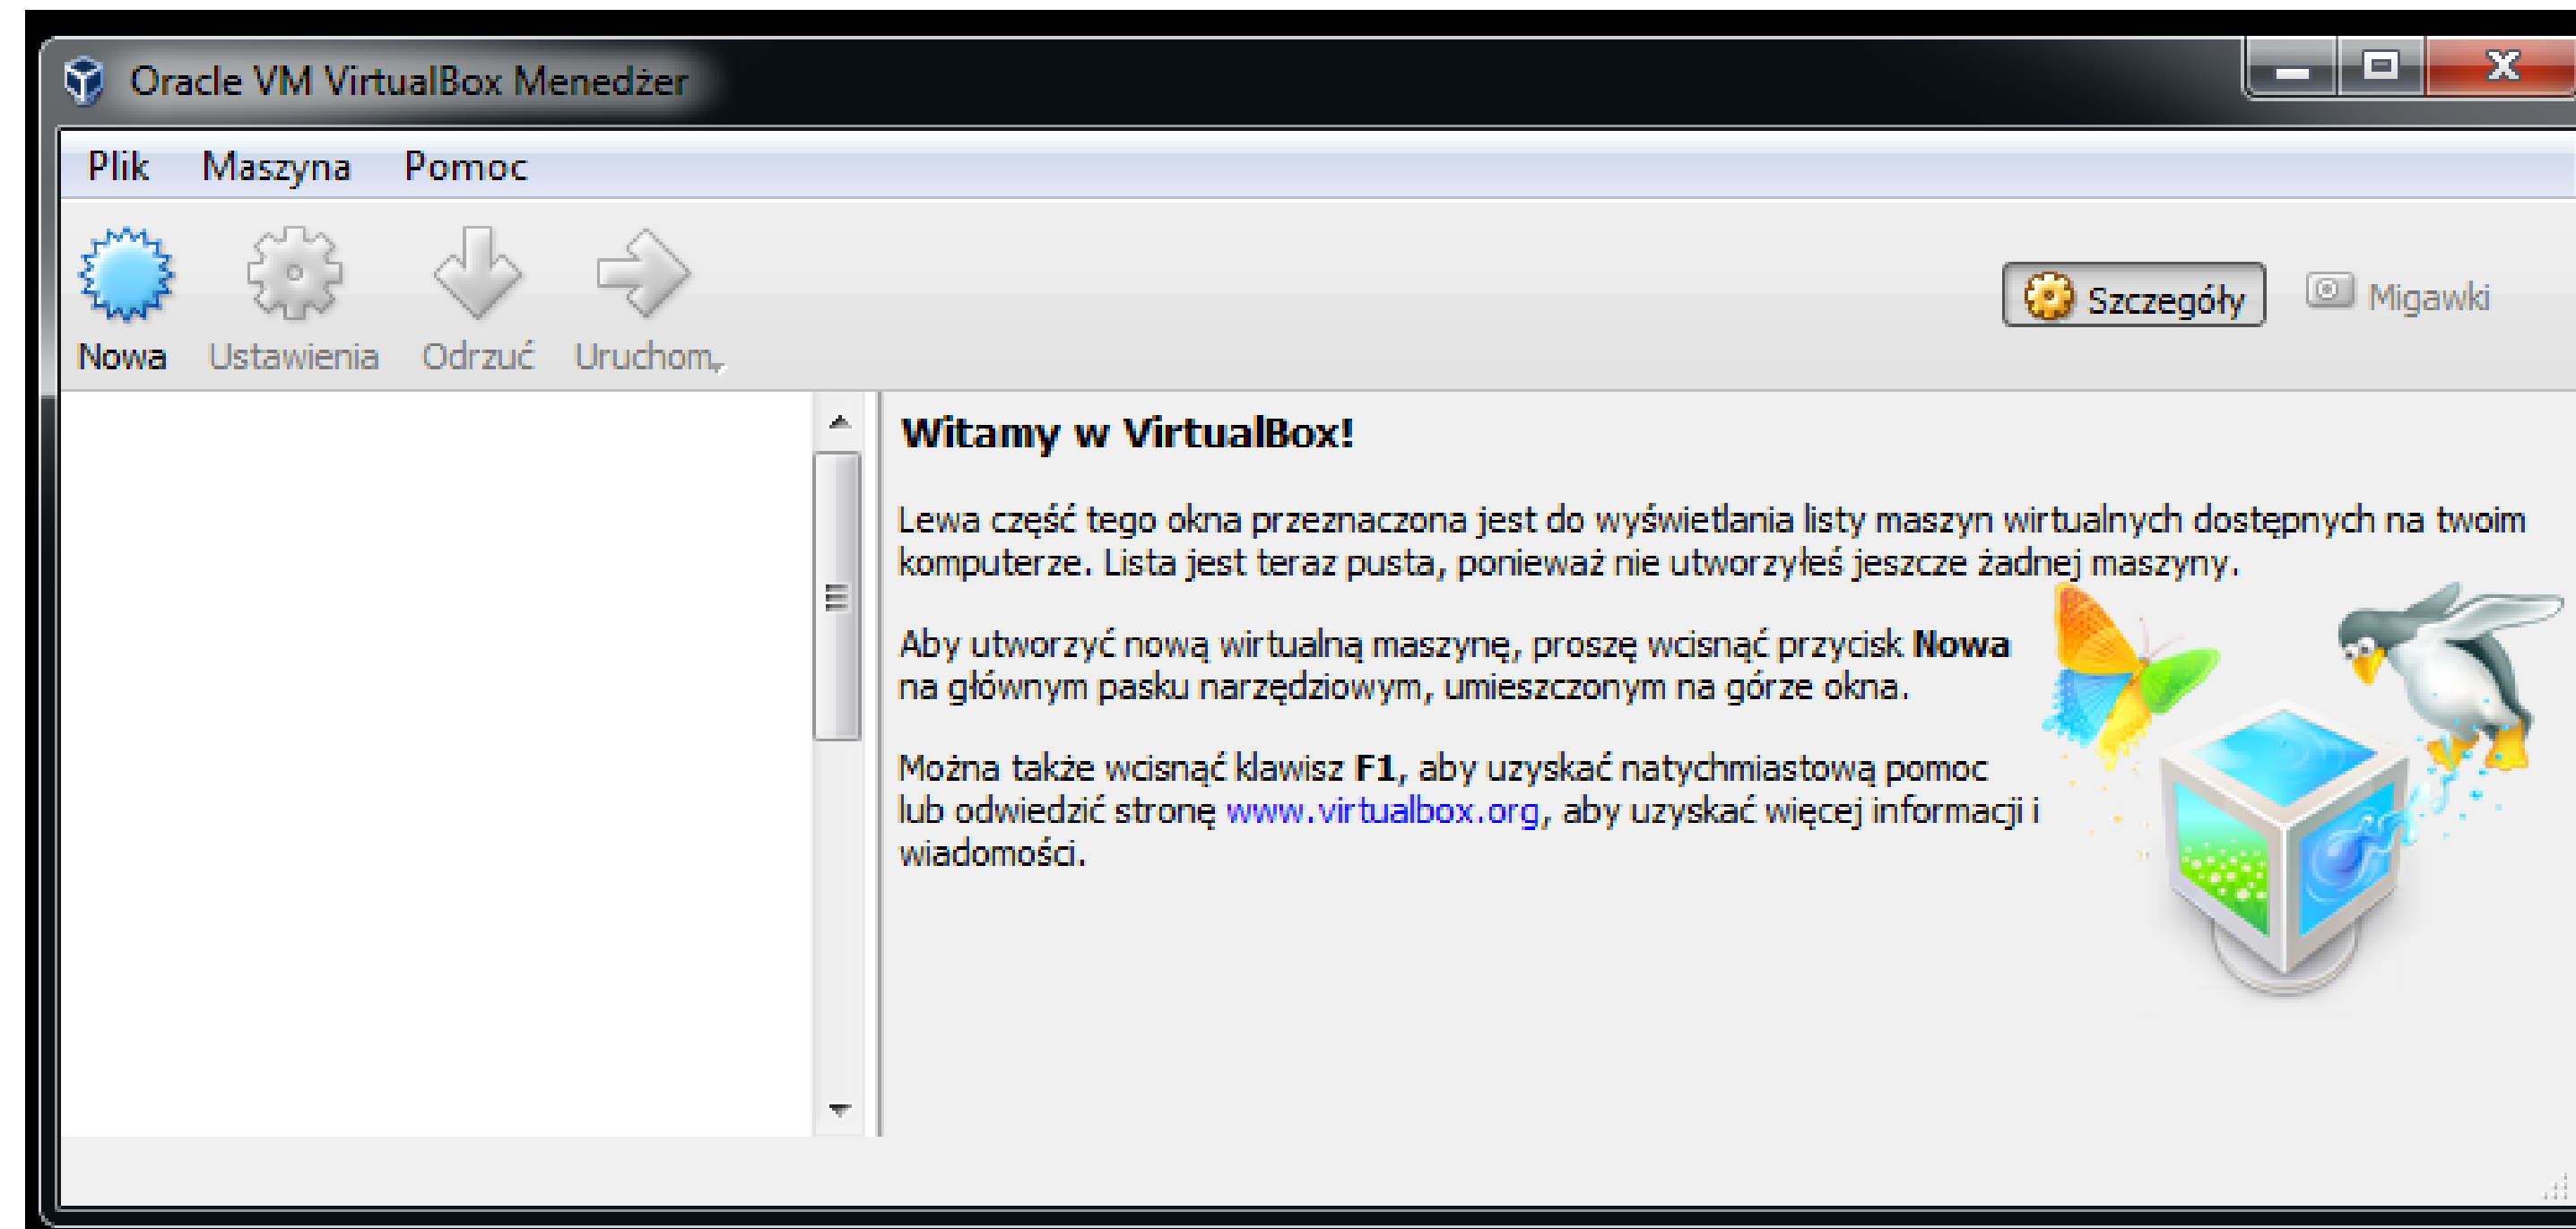 Oracle VM VirtualBox Menedżer
Plik Maszyna Pomoc
Nowa Ustawienia Odrzuć Uruchom
Szczegóły Migawki
Witamy w VirtualBox!
Lewa część tego okna przeznaczona jest do wyświetlania listy maszyn wirtualnych dostępnych na twoim
komputerze. Lista jest teraz pusta, ponieważ nie utworzyłeś jeszcze żadnej maszyny.
Aby utworzyć nową wirtualną maszynę, proszę wcisnąć przycisk Nowa
na głównym pasku narzędziowym, umieszczonym na górze okna.
Można także wcisnąć klawisz F1, aby uzyskać natychmiastową pomoc
lub odwiedzić stronę www.virtualbox.org, aby uzyskać więcej informacji i
wiadomości.